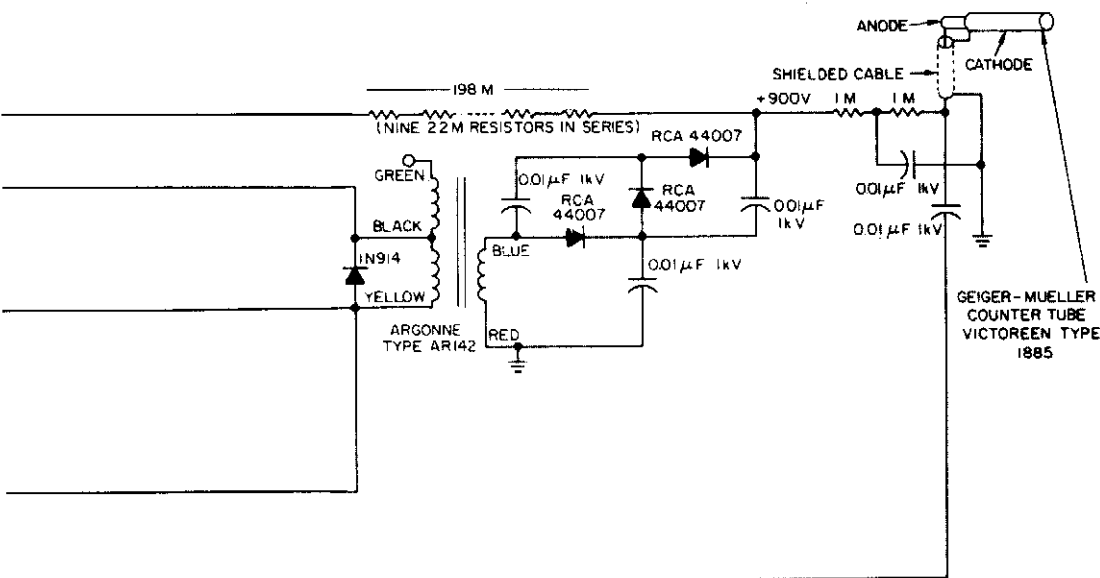 ANODE
CATHODE
SHIELDED CABLE
198 M
+900V
1 M
1 M
(NINE 22M RESISTORS IN SERIES)
RCA 44007
GREEN
0.01µF 1kV
RCA
44007
RCA
44007
0.01µF 1kV
001µF
1kV
BLACK
0.01µF 1kV
BLUE
1N914
0.01µF 1kV
YELLOW
GEIGER-MUELLER
COUNTER TUBE
VICTOREEN TYPE
1885
ARGONNE
TYPE AR142
RED